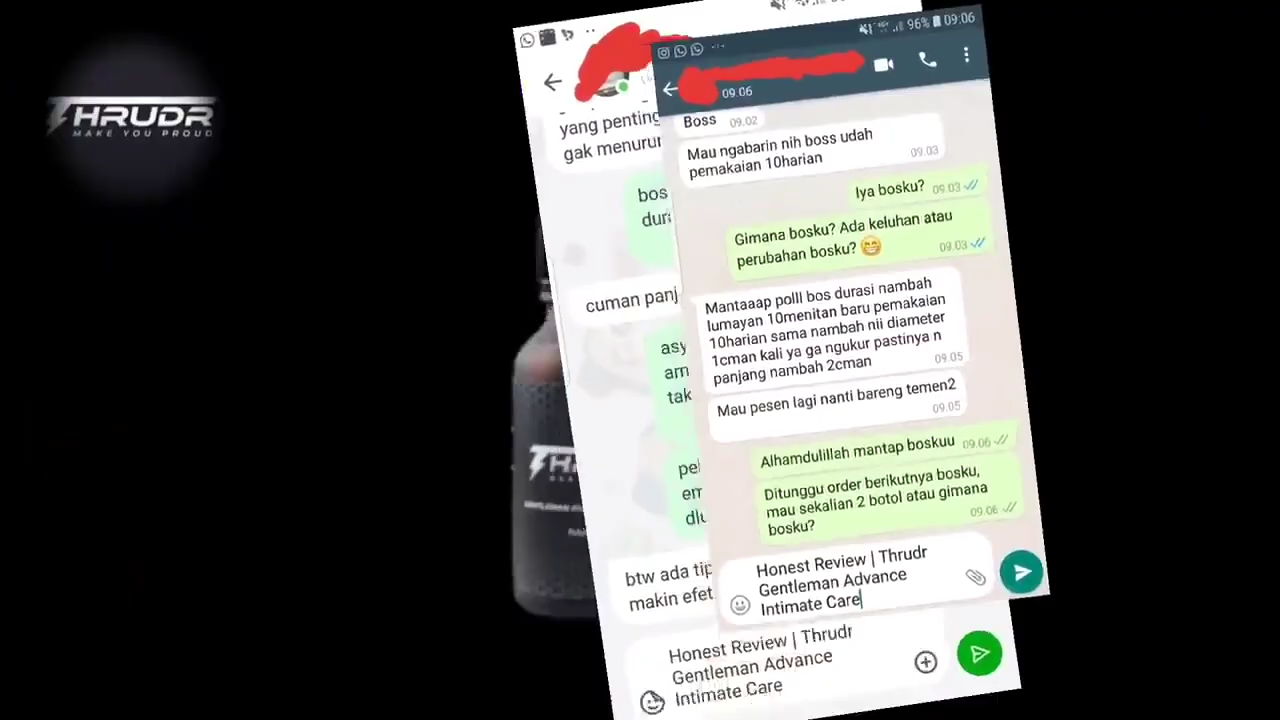 THRUDR
MAKE YOU PROUD
yang penting
gak menurun
bos
cuman panj
asy
tak
btw ada tip
makin efet
Honest Review | Thrudr
Gentleman Advance
Intimate Care
96% 09:06
09.06
Boss 09.02
Mau ngabarin nih boss udah
pemakaian 10harian 09.03
Iya bosku? 09.03
Gimana bosku? Ada keluhan atau
perubahan bosku? 😁 09.03
Mantaaap polll bos durasi nambah
lumayan 10menitan baru pemakaian
10harian sama nambah nii diameter
1cman kali ya ga ngukur pastinya n
panjang nambah 2cman 09.05
Mau pesen lagi nanti bareng temen2
09.05
Alhamdulillah mantap boskuu 09.06
Ditunggu order berikutnya bosku,
mau sekalian 2 botol atau gimana
bosku? 09.06
Honest Review | Thrudr
Gentleman Advance
Intimate Care